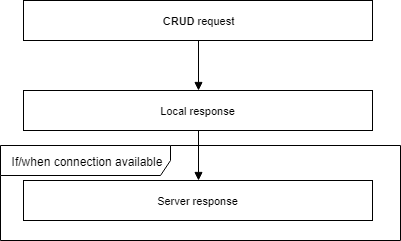 CRUD request
Local response
If/when connection available
Server response